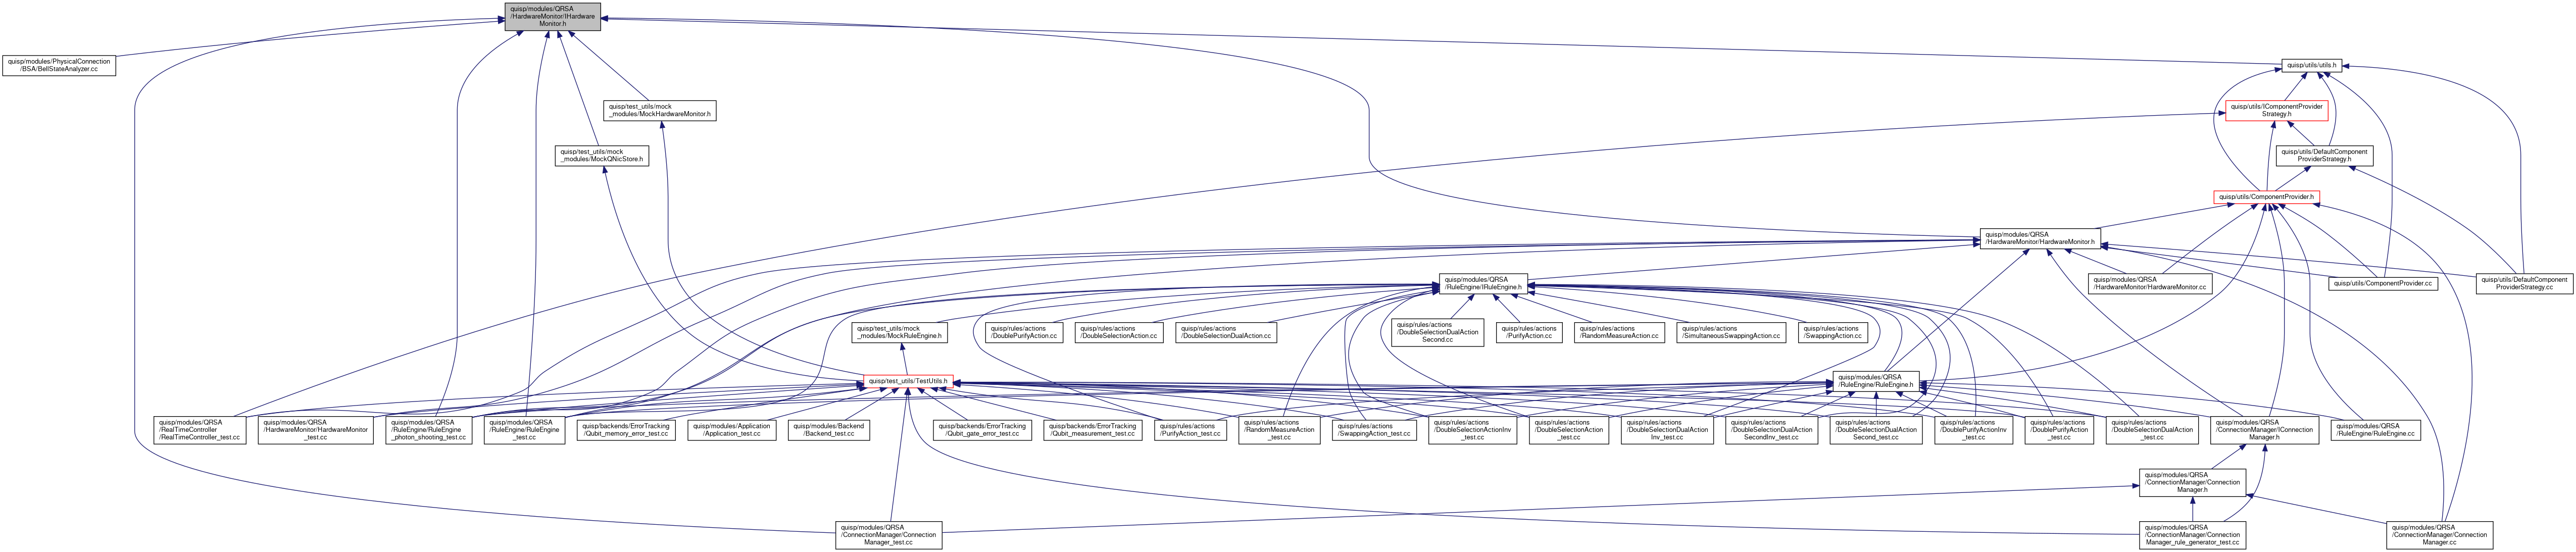 quisp/modules/QRSA
/HardwareMonitor/IHardware
Monitor.h
quisp/modules/PhysicalConnection
/BSA/BellStateAnalyzer.cc
quisp/utils/utils.h
quisp/test_utils/mock
_modules/MockHardwareMonitor.h
quisp/utils/IComponentProvider
Strategy.h
quisp/test_utils/mock
_modules/MockQNicStore.h
quisp/utils/DefaultComponent
ProviderStrategy.h
quisp/utils/ComponentProvider.h
quisp/modules/QRSA
/HardwareMonitor/HardwareMonitor.h
quisp/modules/QRSA
/RuleEngine/IRuleEngine.h
quisp/modules/QRSA
/HardwareMonitor/HardwareMonitor.cc
quisp/utils/ComponentProvider.cc
quisp/utils/DefaultComponent
ProviderStrategy.cc
quisp/test_utils/mock
_modules/MockRuleEngine.h
quisp/rules/actions
/DoublePurifyAction.cc
quisp/rules/actions
/DoubleSelectionAction.cc
quisp/rules/actions
/DoubleSelectionDualAction.cc
quisp/rules/actions
/DoubleSelectionDualAction
Second.cc
quisp/rules/actions
/PurifyAction.cc
quisp/rules/actions
/RandomMeasureAction.cc
quisp/rules/actions
/SimultaneousSwappingAction.cc
quisp/rules/actions
/SwappingAction.cc
quisp/test_utils/TestUtils.h
quisp/modules/QRSA
/RuleEngine/RuleEngine.h
quisp/modules/QRSA
/RealTimeController
/RealTimeController_test.cc
quisp/modules/QRSA
/HardwareMonitor/HardwareMonitor
_test.cc
quisp/modules/QRSA
/RuleEngine/RuleEngine
_photon_shooting_test.cc
quisp/modules/QRSA
/RuleEngine/RuleEngine
_test.cc
quisp/backends/ErrorTracking
/Qubit_memory_error_test.cc
quisp/modules/Application
/Application_test.cc
quisp/modules/Backend
/Backend_test.cc
quisp/backends/ErrorTracking
/Qubit_gate_error_test.cc
quisp/backends/ErrorTracking
/Qubit_measurement_test.cc
quisp/rules/actions
/PurifyAction_test.cc
quisp/rules/actions
/RandomMeasureAction
_test.cc
quisp/rules/actions
/SwappingAction_test.cc
quisp/rules/actions
/DoubleSelectionActionInv
_test.cc
quisp/rules/actions
/DoubleSelectionAction
_test.cc
quisp/rules/actions
/DoubleSelectionDualAction
Inv_test.cc
quisp/rules/actions
/DoubleSelectionDualAction
SecondInv_test.cc
quisp/rules/actions
/DoubleSelectionDualAction
Second_test.cc
quisp/rules/actions
/DoublePurifyActionInv
_test.cc
quisp/rules/actions
/DoublePurifyAction
_test.cc
quisp/rules/actions
/DoubleSelectionDualAction
_test.cc
quisp/modules/QRSA
/ConnectionManager/IConnection
Manager.h
quisp/modules/QRSA
/RuleEngine/RuleEngine.cc
quisp/modules/QRSA
/ConnectionManager/Connection
Manager.h
quisp/modules/QRSA
/ConnectionManager/Connection
Manager_test.cc
quisp/modules/QRSA
/ConnectionManager/Connection
Manager_rule_generator_test.cc
quisp/modules/QRSA
/ConnectionManager/Connection
Manager.cc